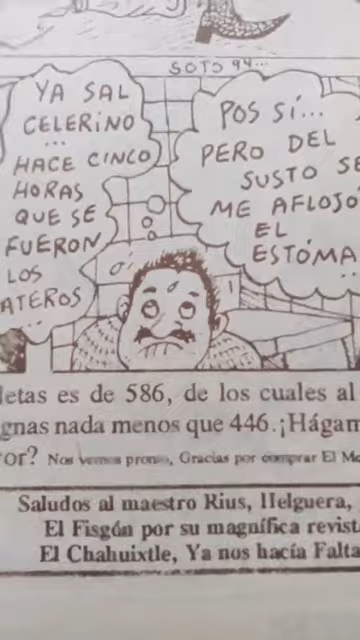 SOTO 94...
YA SAL
CELERINO
...
HACE CINCO
HORAS
QUE SE
FUERON
LOS
ATEROS
...
POS SÍ...
PERO DEL
SUSTO SE
ME AFLOJO
EL
ESTÓMA
...
letas es de 586, de los cuales al
gnas nada menos que 446. ¡Hágam
or? Nos vemos pronto, Gracias por comprar El M
Saludos al maestro Rius, Helguera,
El Fisgón por su magnífica revist
El Chahuixtle, Ya nos hacía Falta